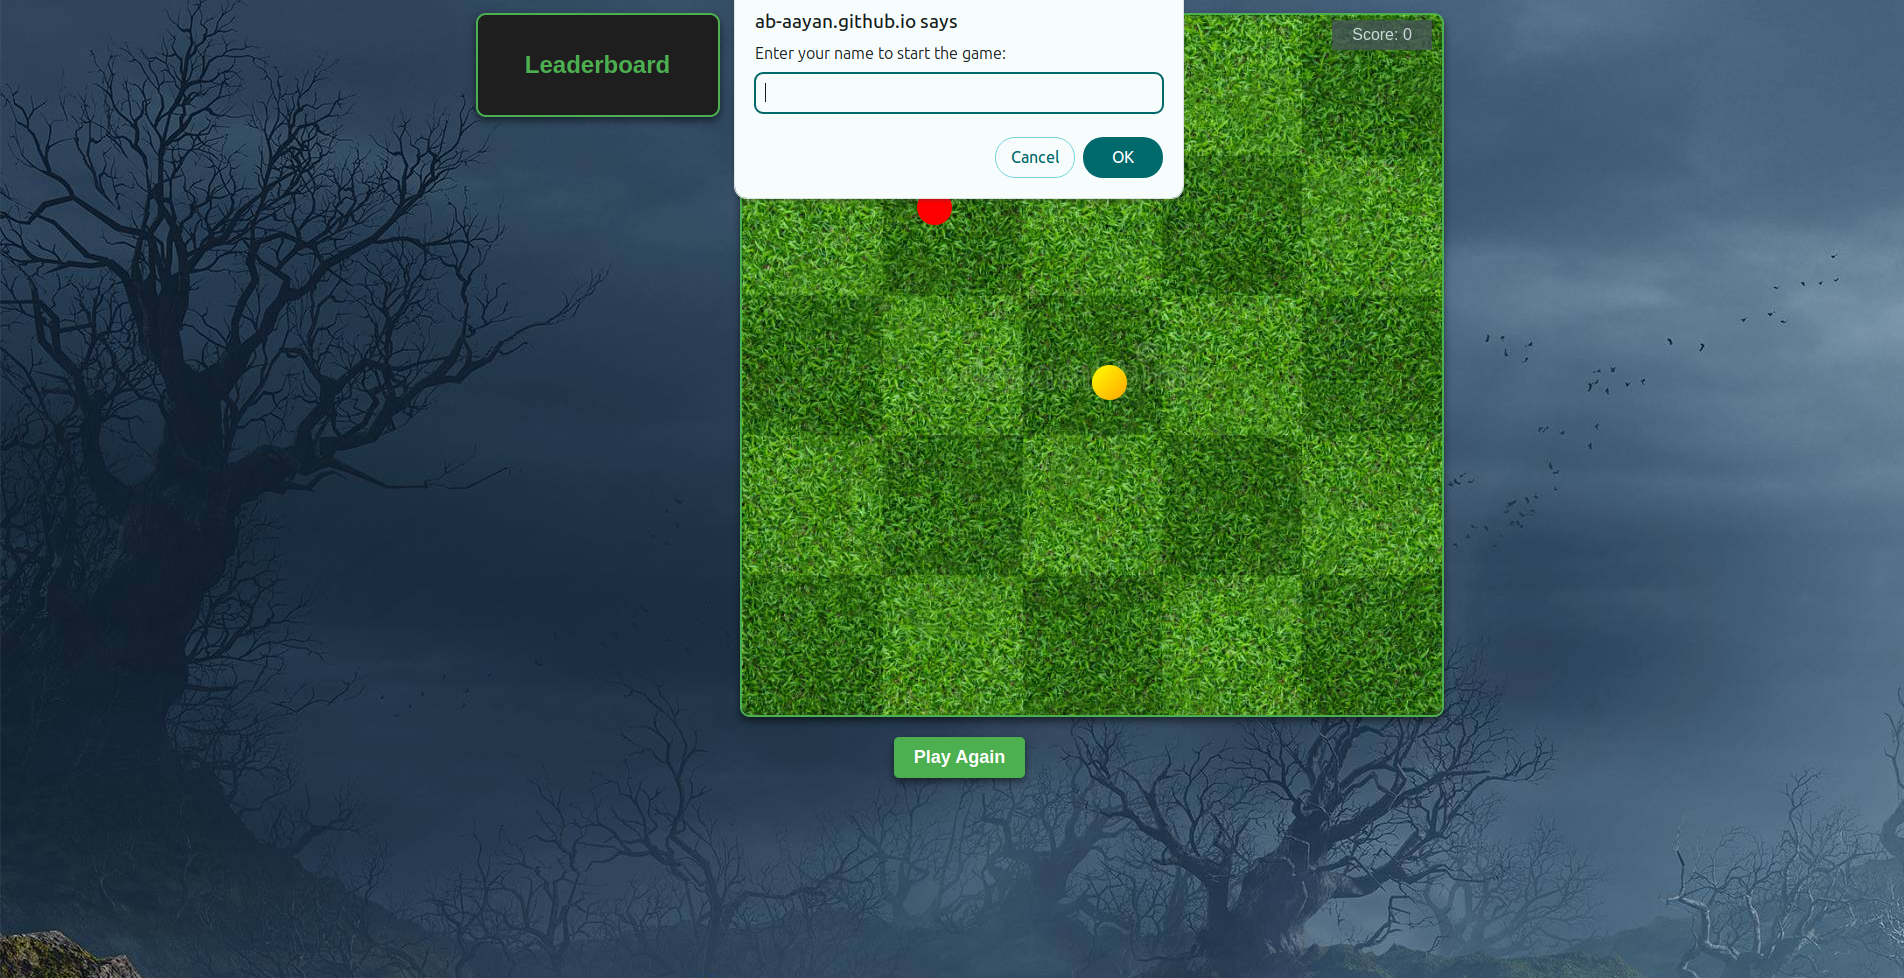 Leaderboard
ab-aayan.github.io says
Enter your name to start the game:
Cancel
OK
Score: 0
Play Again